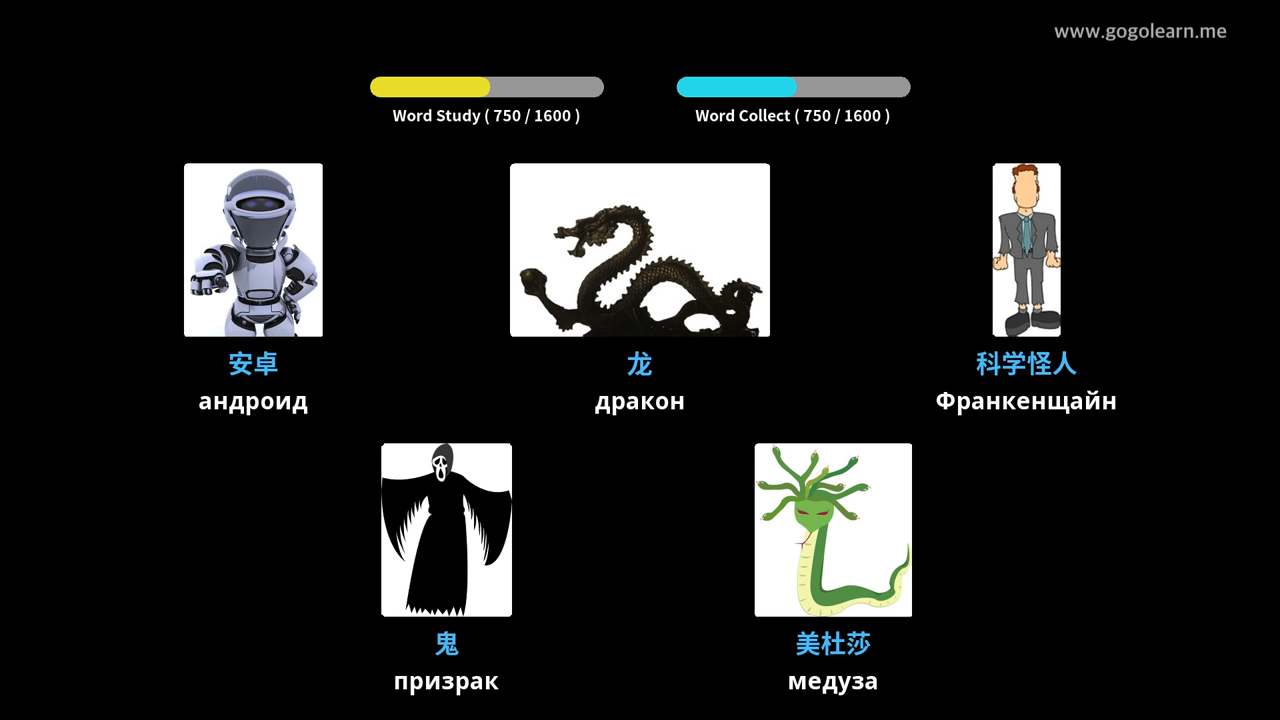 www.gogolearn.me
Word Study ( 750 / 1600 )
Word Collect ( 750 / 1600 )
安卓
андроид
龙
дракон
科学怪人
Франкенщайн
鬼
призрак
美杜莎
медуза